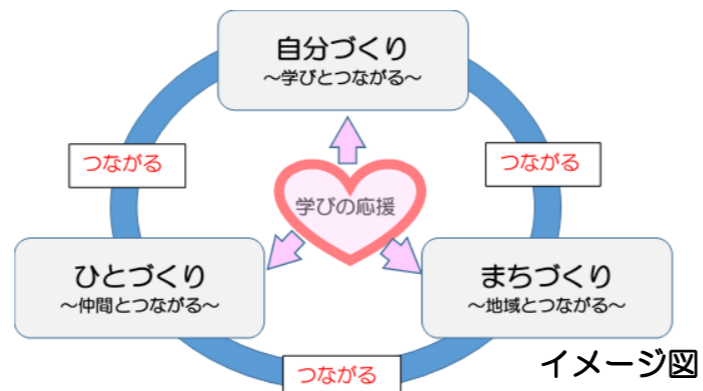 自分づくり
～学びとつながる～
つながる
つながる
学びの応援
ひとづくり
～仲間とつながる～
まちづくり
～地域とつながる～
つながる
イメージ図